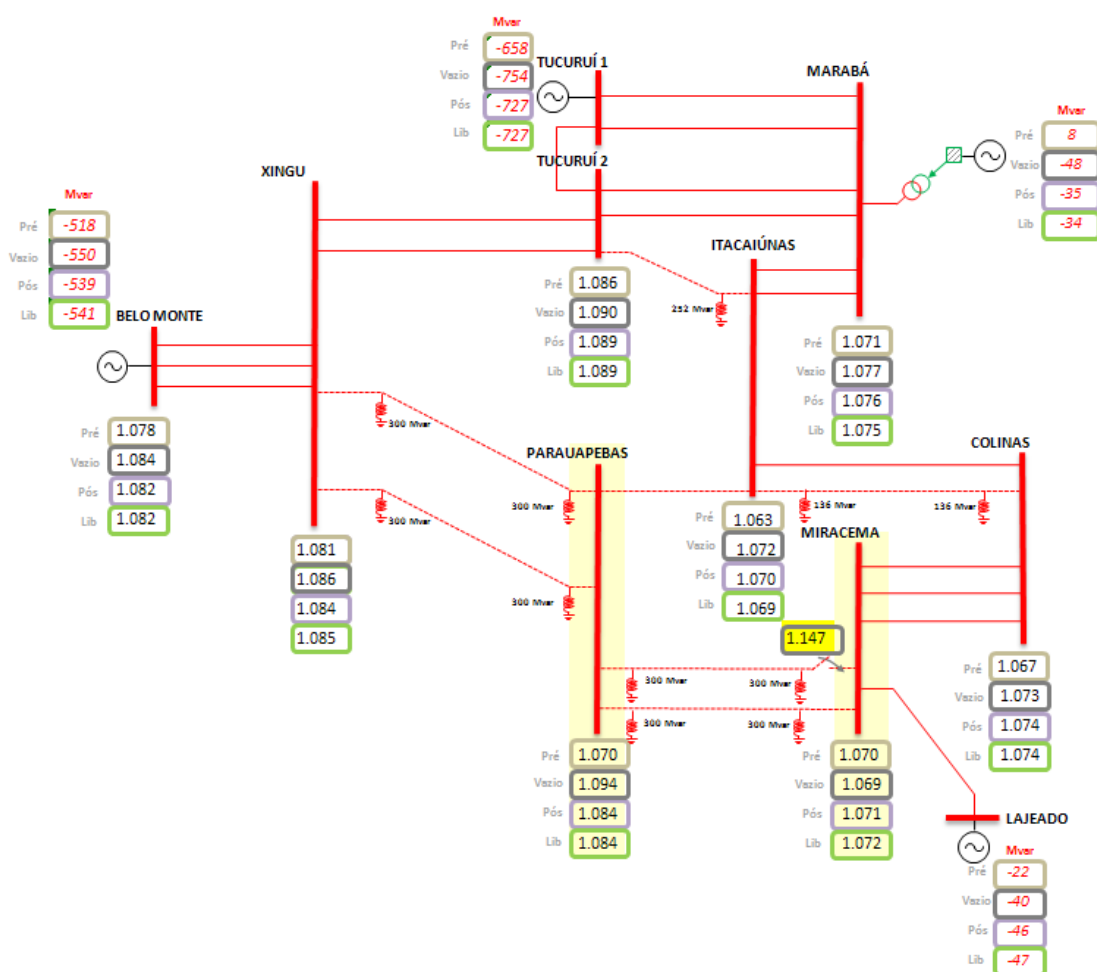 Mvar
Pré -658
Vazio -754
Pós -727
Lib -727
TUCURUÍ 1
MARABÁ
Mvar
Pré 8
Vazio -48
Pós -35
Lib -34
TUCURUÍ 2
XINGU
Mvar
Pré -518
Vazio -550
Pós -539
Lib -541
BELO MONTE
ITACAIÚNAS
252 Mvar
Pré 1.086
Vazio 1.090
Pós 1.089
Lib 1.089
Pré 1.071
Vazio 1.077
Pós 1.076
Lib 1.075
Pré 1.078
Vazio 1.084
Pós 1.082
Lib 1.082
300 Mvar
PARAUAPEBAS
COLINAS
300 Mvar
300 Mvar
136 Mvar
136 Mvar
Pré 1.063
Vazio 1.072
Pós 1.070
Lib 1.069
MIRACEMA
1.081
1.086
1.084
1.085
300 Mvar
1.147
300 Mvar
300 Mvar
300 Mvar
300 Mvar
Pré 1.067
Vazio 1.073
Pós 1.074
Lib 1.074
Pré 1.070
Vazio 1.094
Pós 1.084
Lib 1.084
Pré 1.070
Vazio 1.069
Pós 1.071
Lib 1.072
LAJEADO
Mvar
Pré -22
Vazio -40
Pós -46
Lib -47